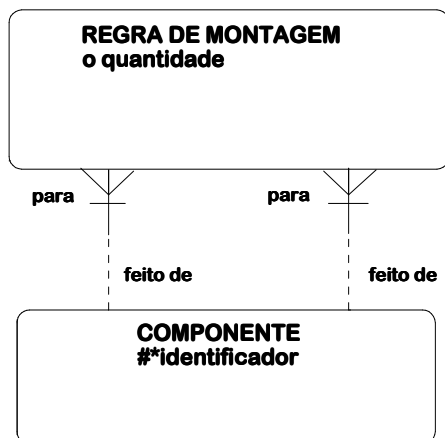 REGRA DE MONTAGEM
o quantidade
para
para
feito de
feito de
COMPONENTE
#*identificador